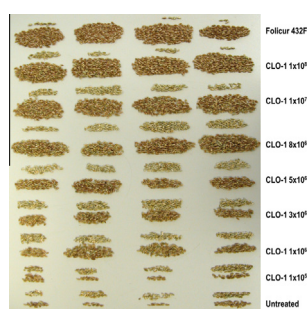 Folicur 432F
CLO-1 1x10⁸
CLO-1 1x10⁷
CLO-1 8x10⁶
CLO-1 5x10⁶
CLO-1 3x10⁶
CLO-1 1x10⁶
CLO-1 1x10⁵
Untreated